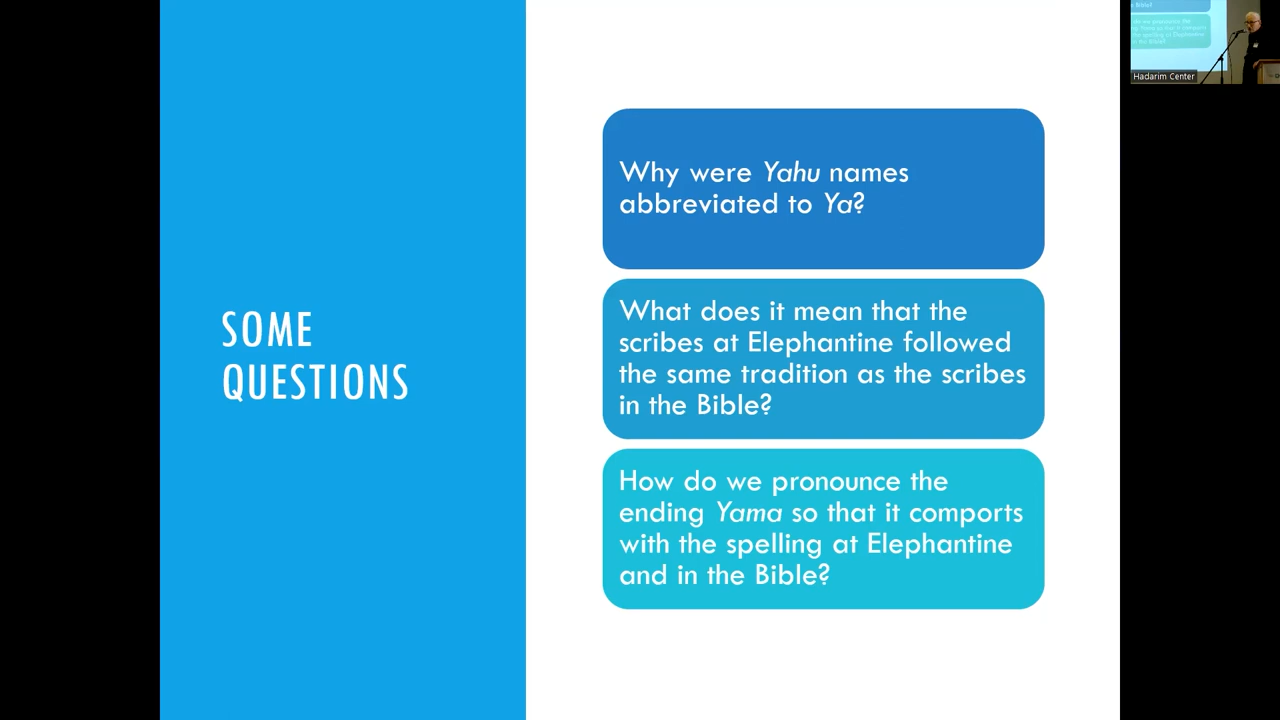 SOME
QUESTIONS
Why were Yahu names
abbreviated to Ya?
What does it mean that the
scribes at Elephantine followed
the same tradition as the scribes
in the Bible?
How do we pronounce the
ending Yama so that it comports
with the spelling at Elephantine
and in the Bible?
Hadarim Center